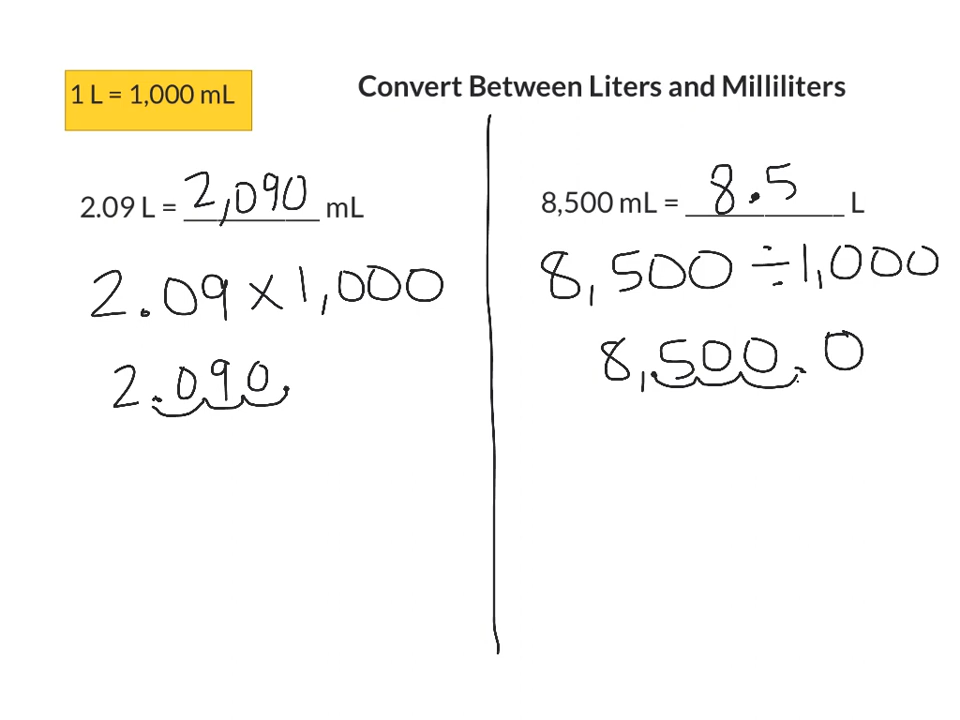 1 L = 1,000 mL
Convert Between Liters and Milliliters
2.09 L = 2,090 mL
2.09 × 1,000
2.090.
8,500 mL = 8.5 L
8,500 ÷ 1,000
8,500.0